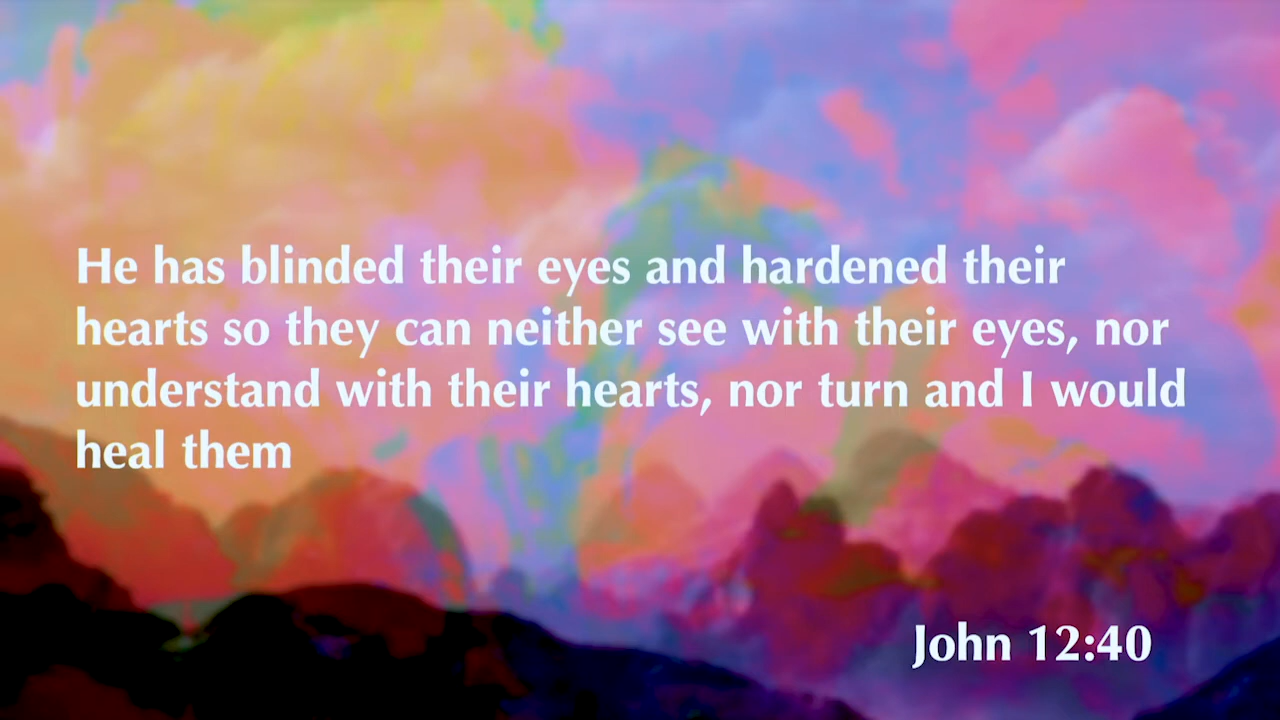 He has blinded their eyes and hardened their
hearts so they can neither see with their eyes, nor
understand with their hearts, nor turn and I would
heal them
John 12:40